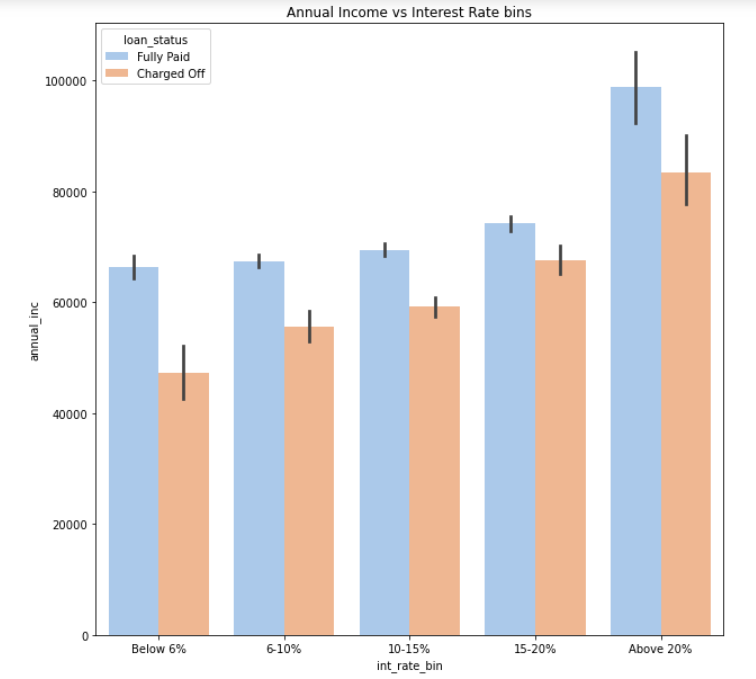 Annual Income vs Interest Rate bins
loan_status
Fully Paid
Charged Off
100000
80000
60000
40000
20000
0
annual_inc
Below 6%
6-10%
10-15%
15-20%
Above 20%
int_rate_bin